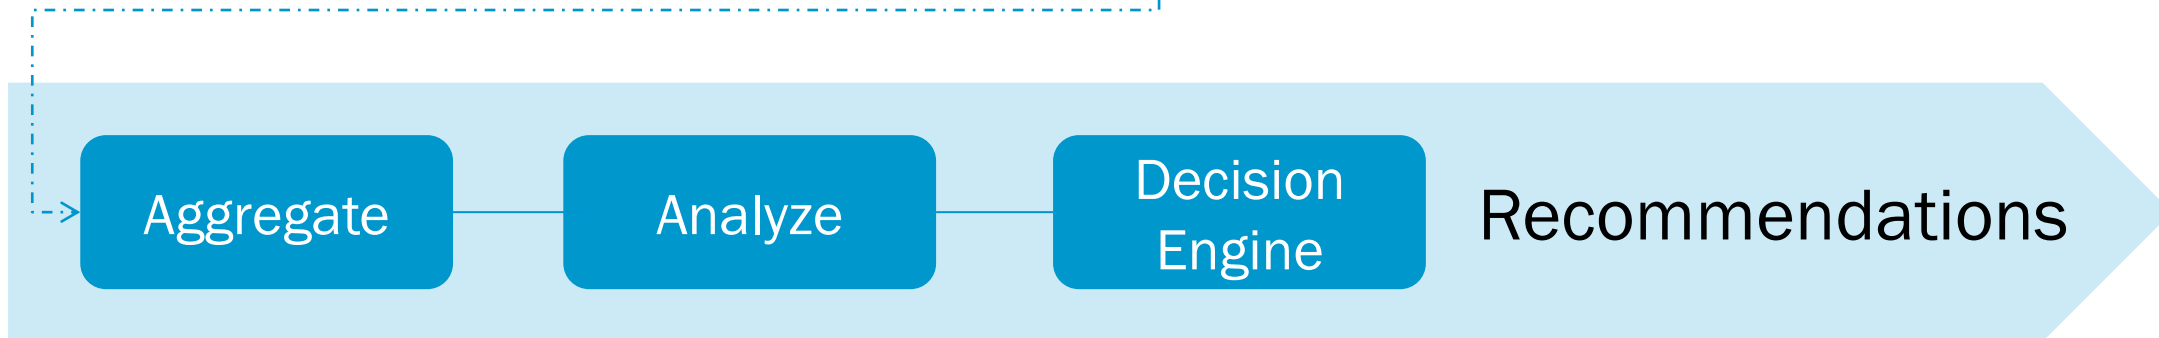 Aggregate
Analyze
Decision
Engine
Recommendations